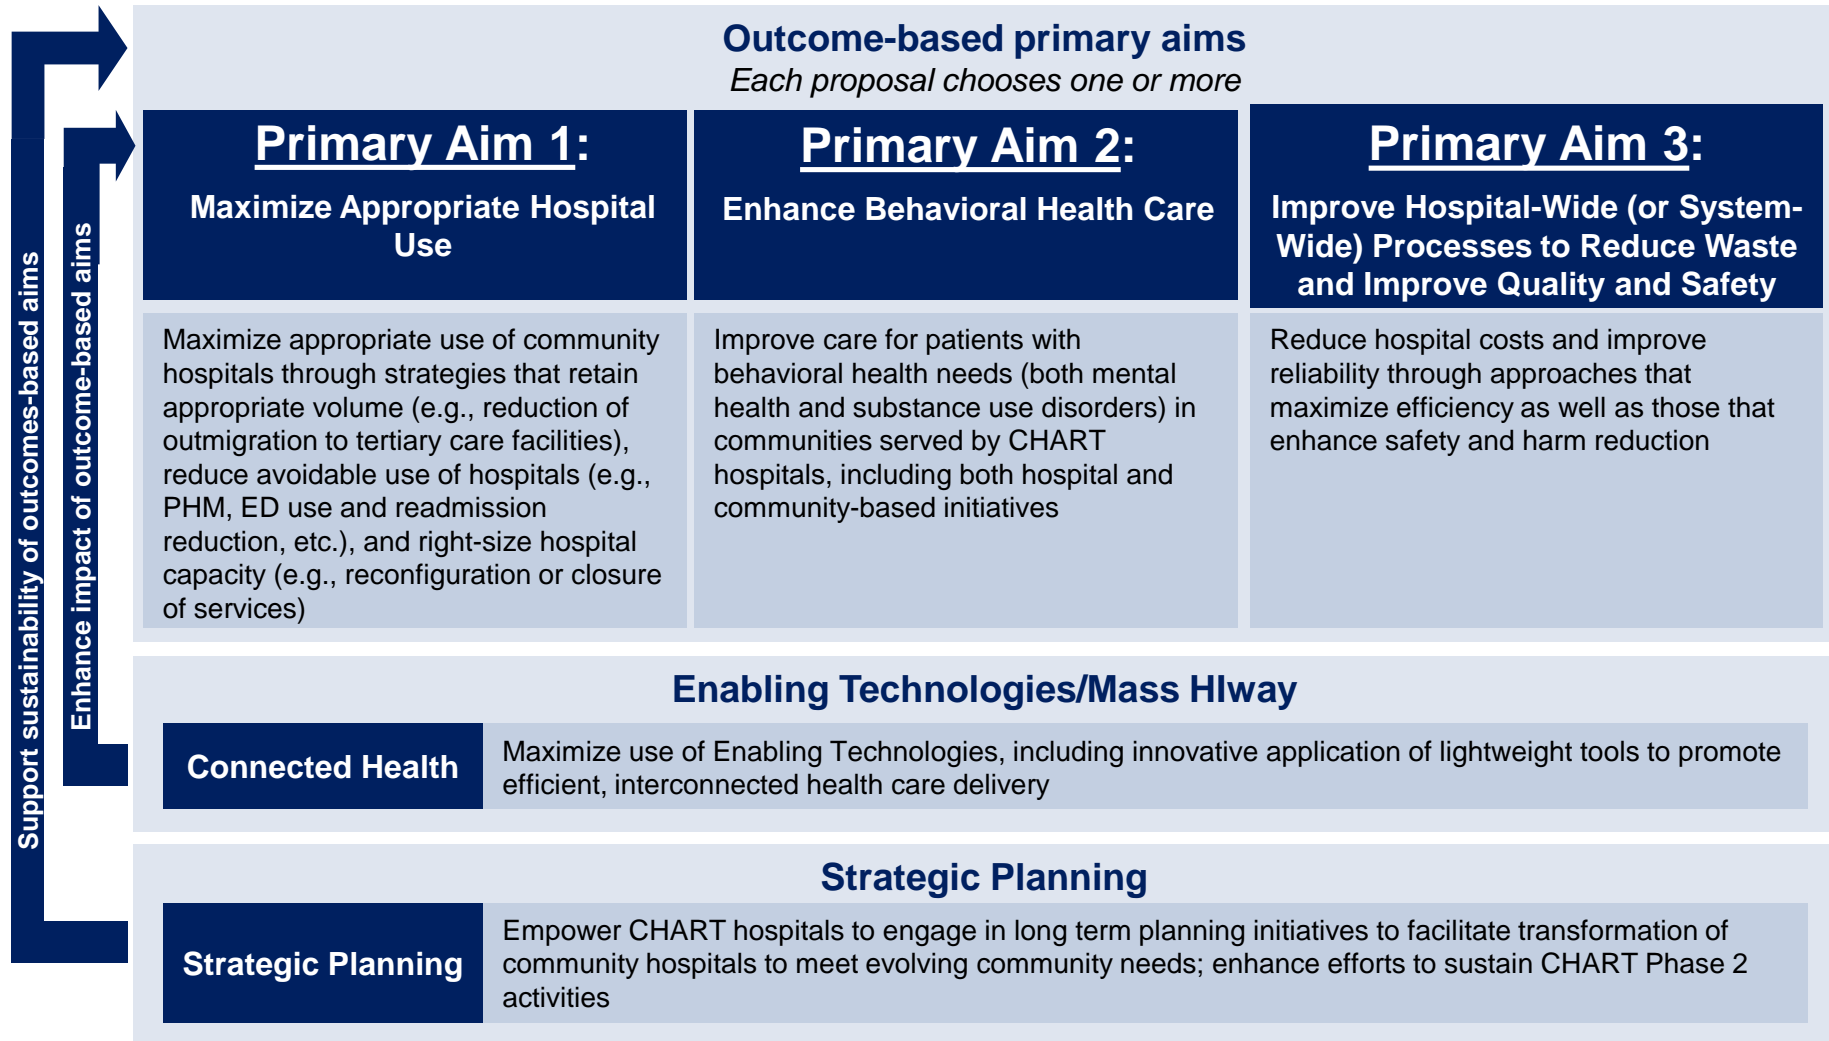 Outcome-based primary aims
Each proposal chooses one or more
Primary Aim 1:
Maximize Appropriate Hospital
Use
Maximize appropriate use of community
hospitals through strategies that retain
appropriate volume (e.g., reduction of
outmigration to tertiary care facilities),
reduce avoidable use of hospitals (e.g.,
PHM, ED use and readmission
reduction, etc.), and right-size hospital
capacity (e.g., reconfiguration or closure
of services)
Primary Aim 2:
Enhance Behavioral Health Care
Improve care for patients with
behavioral health needs (both mental
health and substance use disorders) in
communities served by CHART
hospitals, including both hospital and
community-based initiatives
Primary Aim 3:
Improve Hospital-Wide (or System-
Wide) Processes to Reduce Waste
and Improve Quality and Safety
Reduce hospital costs and improve
reliability through approaches that
maximize efficiency as well as those that
enhance safety and harm reduction
Support sustainability of outcomes-based aims
Enhance impact of outcome-based aims
Enabling Technologies/Mass HIway
Connected Health
Maximize use of Enabling Technologies, including innovative application of lightweight tools to promote
efficient, interconnected health care delivery
Strategic Planning
Strategic Planning
Empower CHART hospitals to engage in long term planning initiatives to facilitate transformation of
community hospitals to meet evolving community needs; enhance efforts to sustain CHART Phase 2
activities